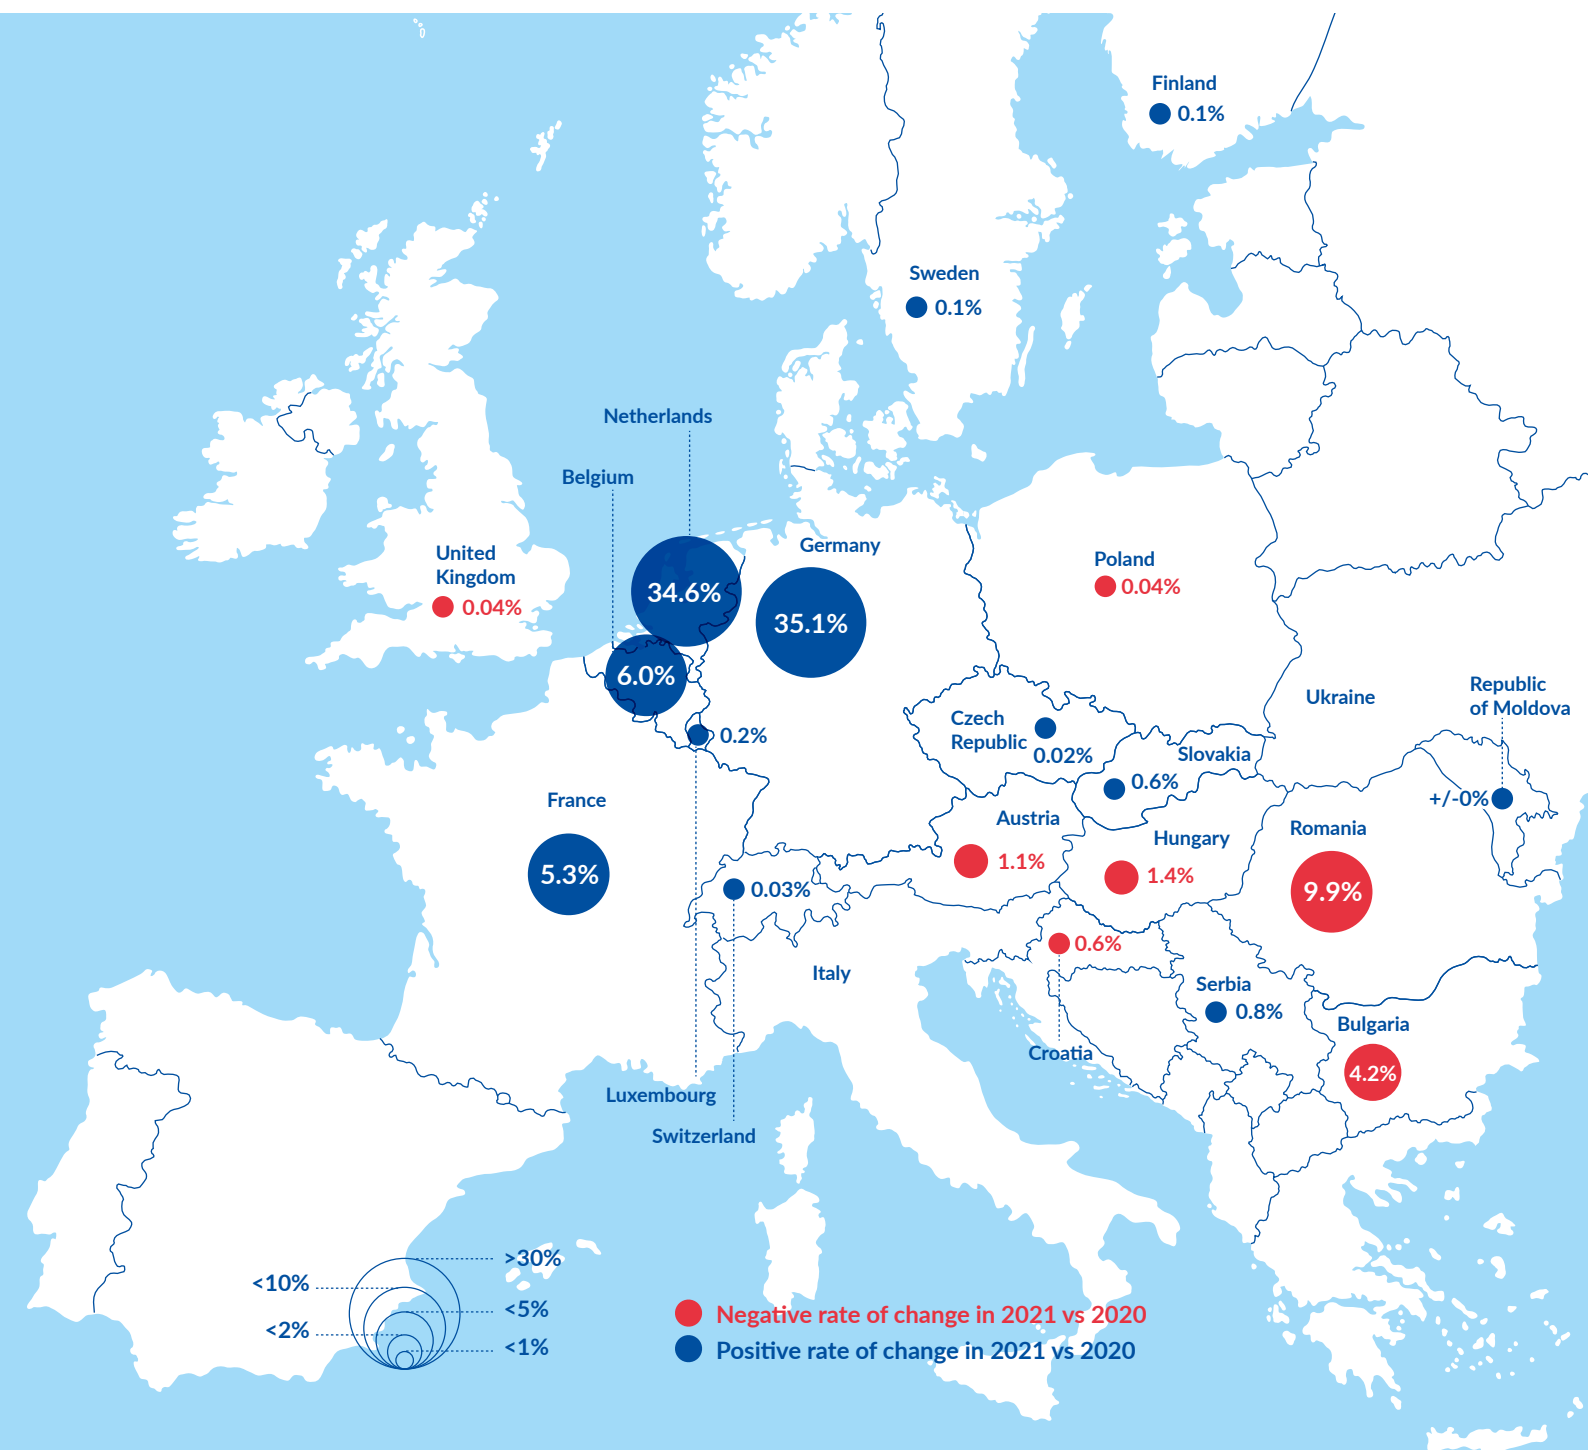 Finland
0.1%
Sweden
0.1%
Netherlands
Belgium
United
Kingdom
0.04%
34.6%
Germany
35.1%
Poland
0.04%
6.0%
Ukraine
Republic
of Moldova
+/-0%
0.2%
Czech
Republic
0.02%
Slovakia
0.6%
France
5.3%
Austria
1.1%
Hungary
1.4%
Romania
9.9%
0.03%
0.6%
Italy
Serbia
0.8%
Bulgaria
4.2%
Croatia
Luxembourg
Switzerland
>30%
<10%
<5%
<2%
<1%
Negative rate of change in 2021 vs 2020
Positive rate of change in 2021 vs 2020